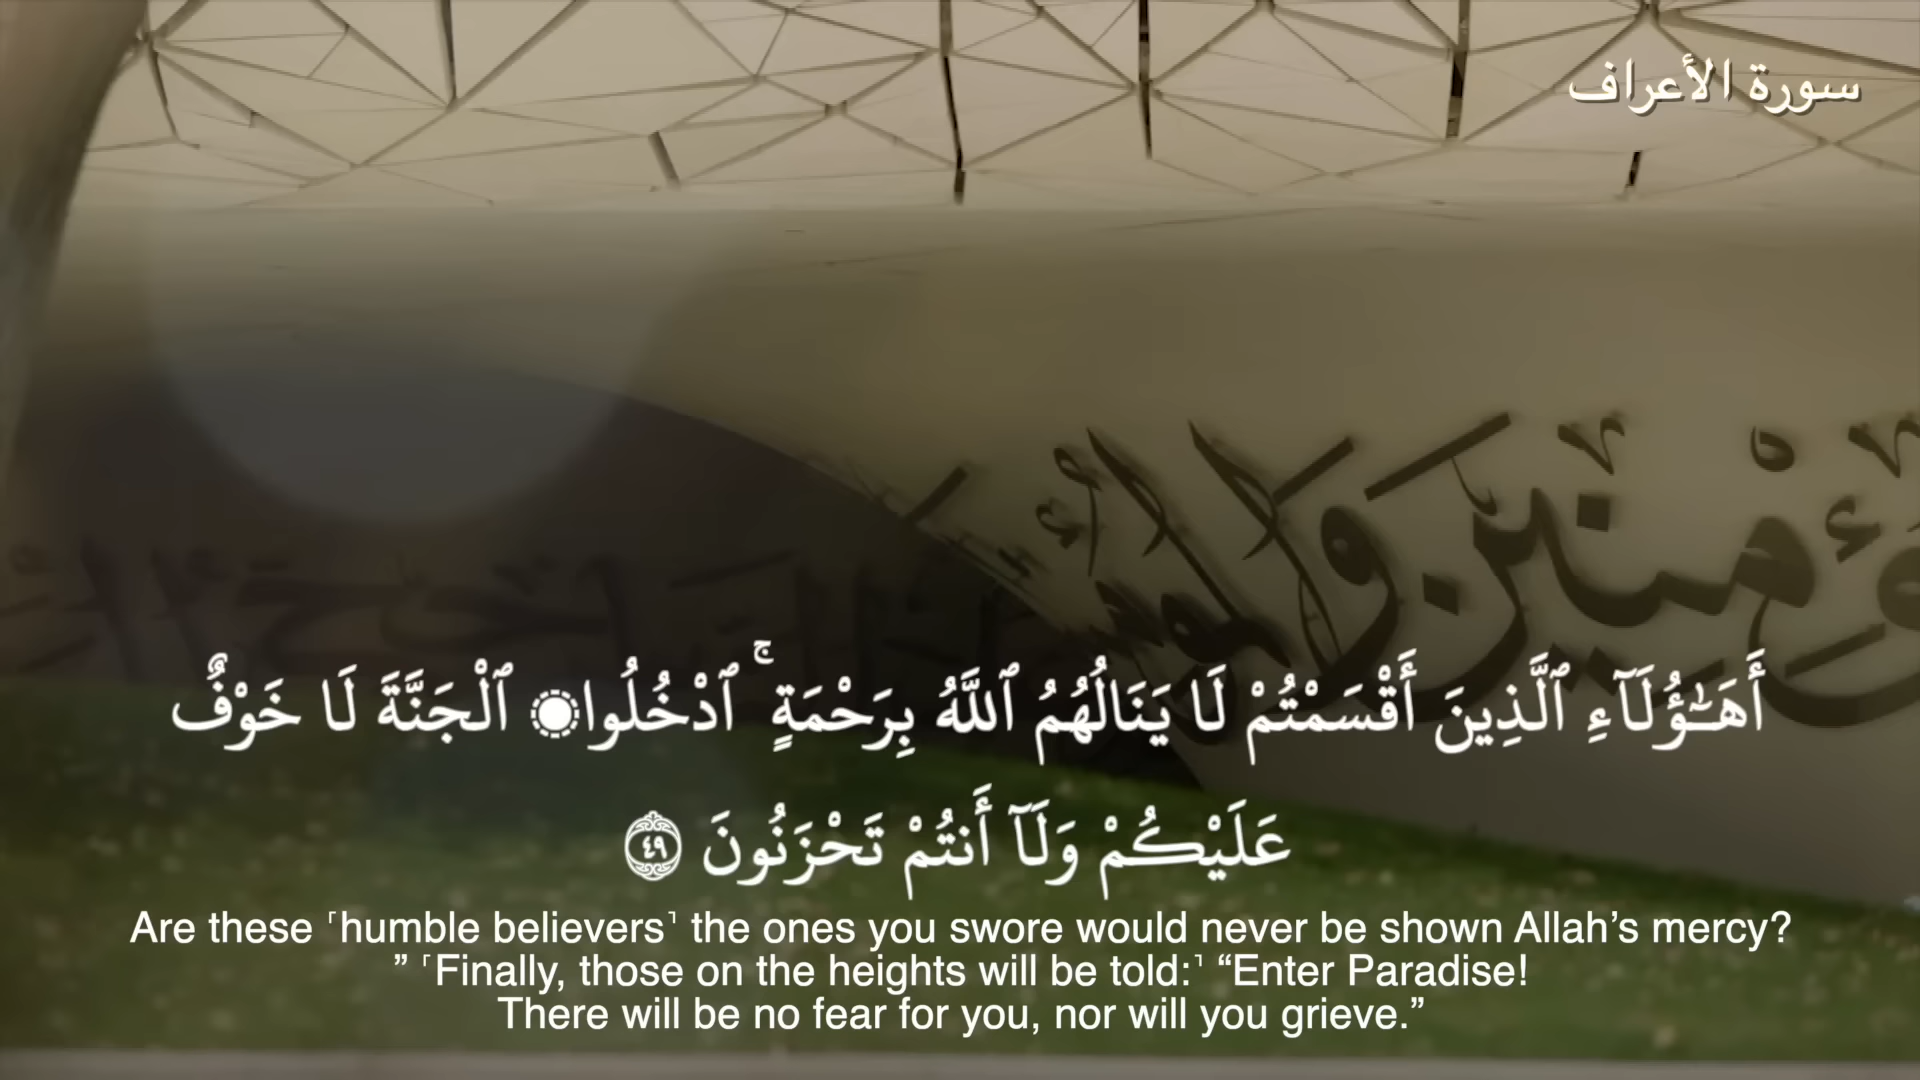 سورة الأعراف
أَهَـٰٓؤُلَآءِ ٱلَّذِينَ أَقْسَمْتُمْ لَا يَنَالُهُمُ ٱللَّهُ بِرَحْمَةٍ ۚ ٱدْخُلُوا۟ ٱلْجَنَّةَ لَا خَوْفٌ
عَلَيْكُمْ وَلَآ أَنتُمْ تَحْزَنُونَ ٤٩
Are these ˹humble believers˺ the ones you swore would never be shown Allah’s mercy?
” ˹Finally, those on the heights will be told:˺ “Enter Paradise!
There will be no fear for you, nor will you grieve.”